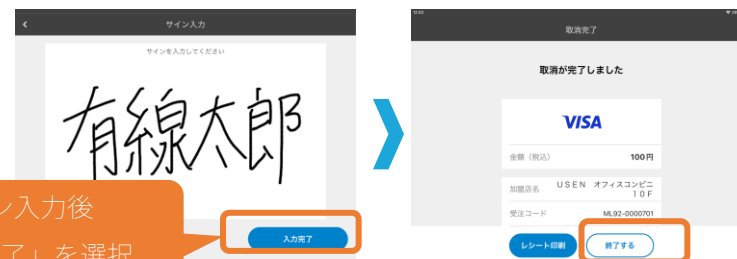 サイン入力
サインを入力してください
有線太郎
ン入力後
了」を選択
入力完了
取消完了
取消が完了しました
VISA
金額（税込） 100円
加盟店名 USEN オフィスコンビニ
10F
受注コード ML92-0000701
レシート印刷 終了する